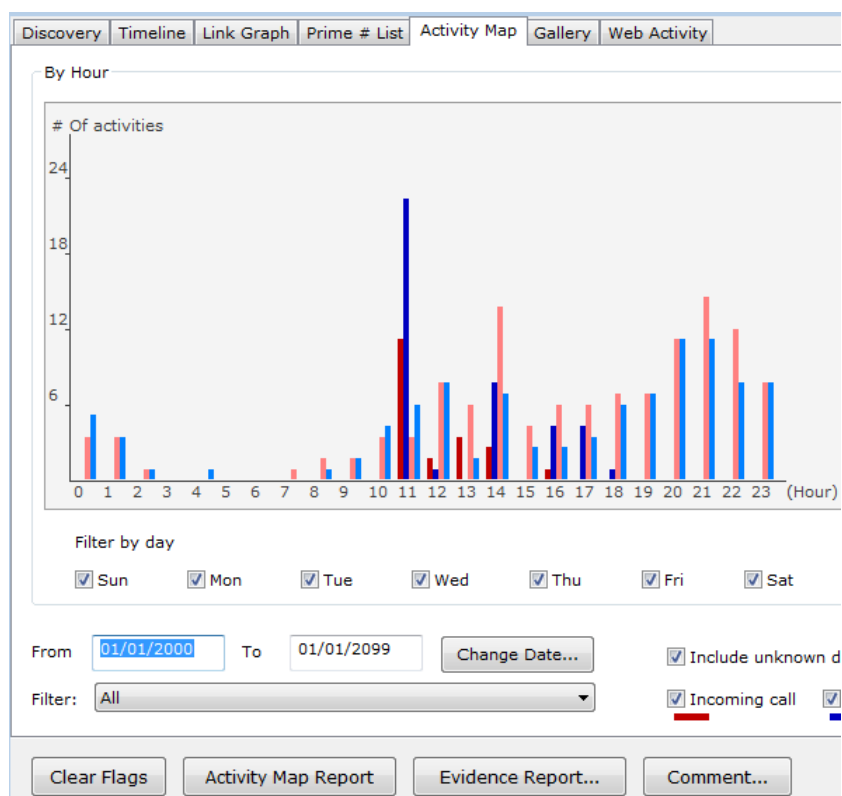 Discovery Timeline Link Graph Prime # List Activity Map Gallery Web Activity
By Hour
# Of activities
24
18
12
6
0 1 2 3 4 5 6 7 8 9 10 11 12 13 14 15 16 17 18 19 20 21 22 23 (Hour)
Filter by day
Sun Mon Tue Wed Thu Fri Sat
From 01/01/2000 To 01/01/2099 Change Date... Include unknown d
Filter: All Incoming call
Clear Flags Activity Map Report Evidence Report... Comment...